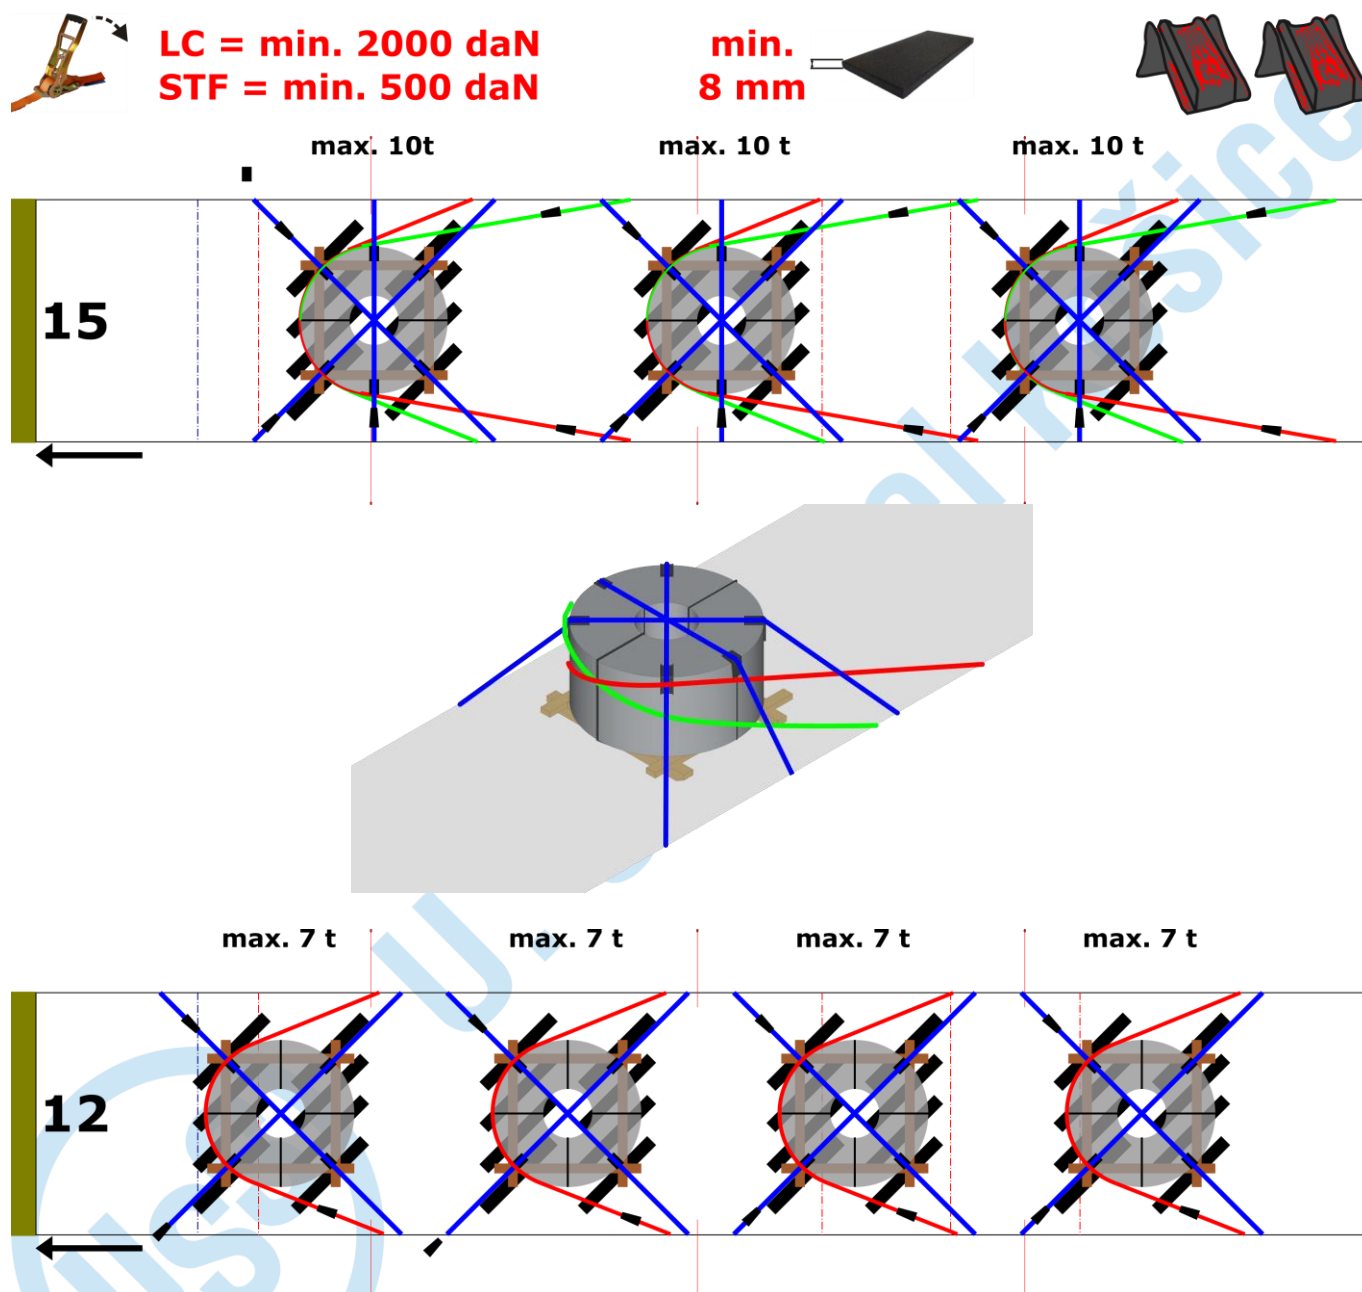 LC = min. 2000 daN
STF = min. 500 daN
min.
8 mm
max. 10t
max. 10 t
max. 10 t
15
max. 7 t
max. 7 t
max. 7 t
max. 7 t
12